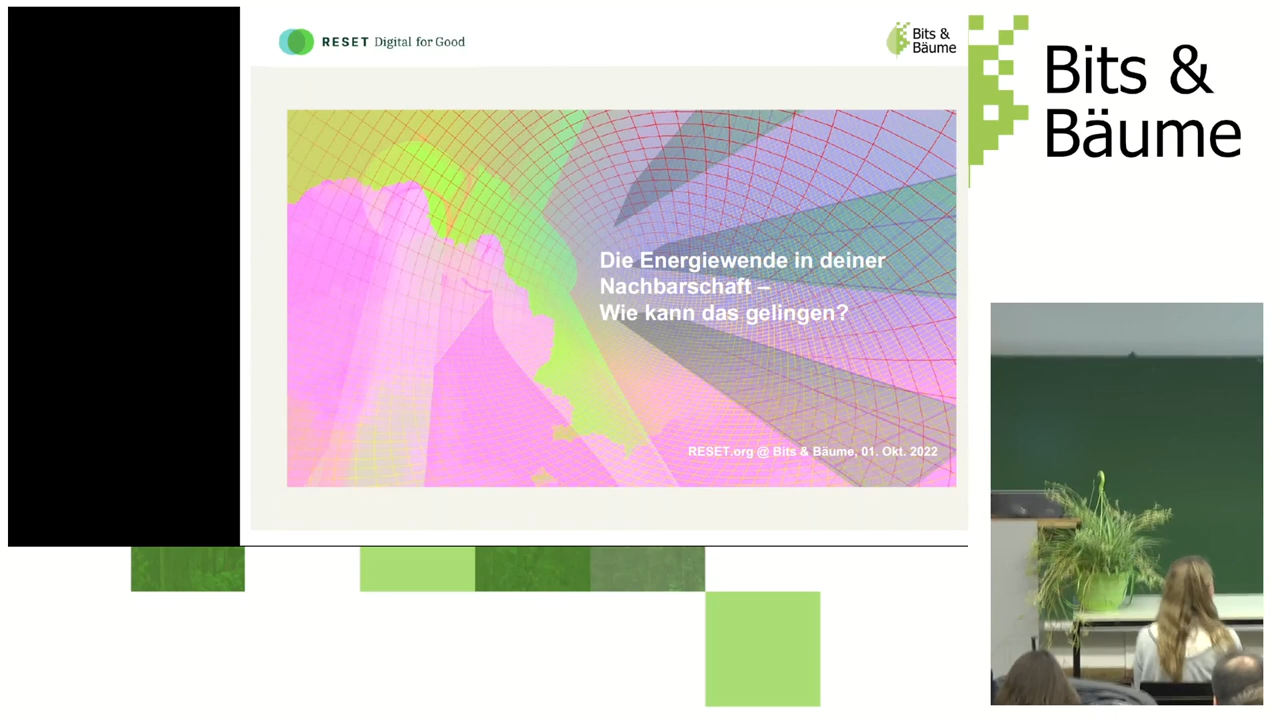 RESET Digital for Good
Bits &
Bäume
Bits &
Bäume
Die Energiewende in deiner
Nachbarschaft –
Wie kann das gelingen?
RESET.org @ Bits & Bäume, 01. Okt. 2022